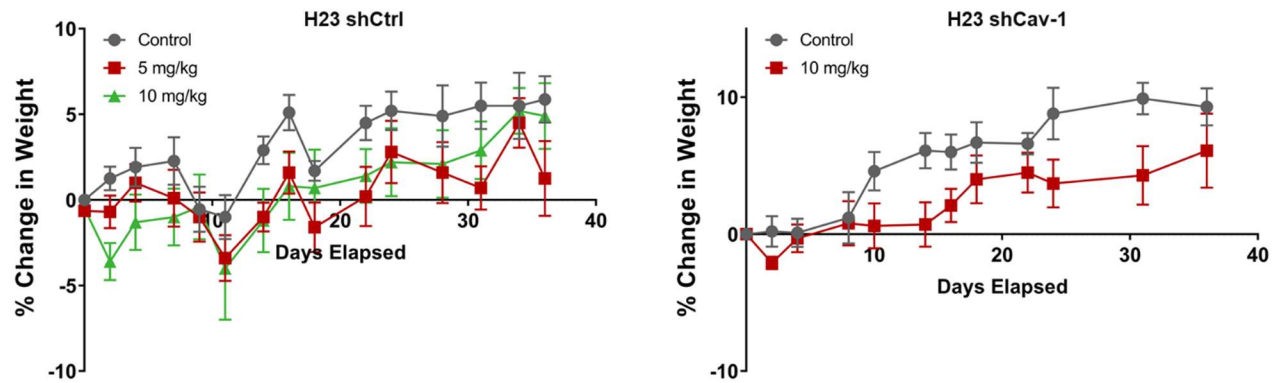 H23 shCtrl
% Change in Weight
10
5
0
-5
-10
Control
5 mg/kg
10 mg/kg
10
20
30
40
Days Elapsed
H23 shCav-1
% Change in Weight
10
0
-10
Control
10 mg/kg
10
20
30
40
Days Elapsed